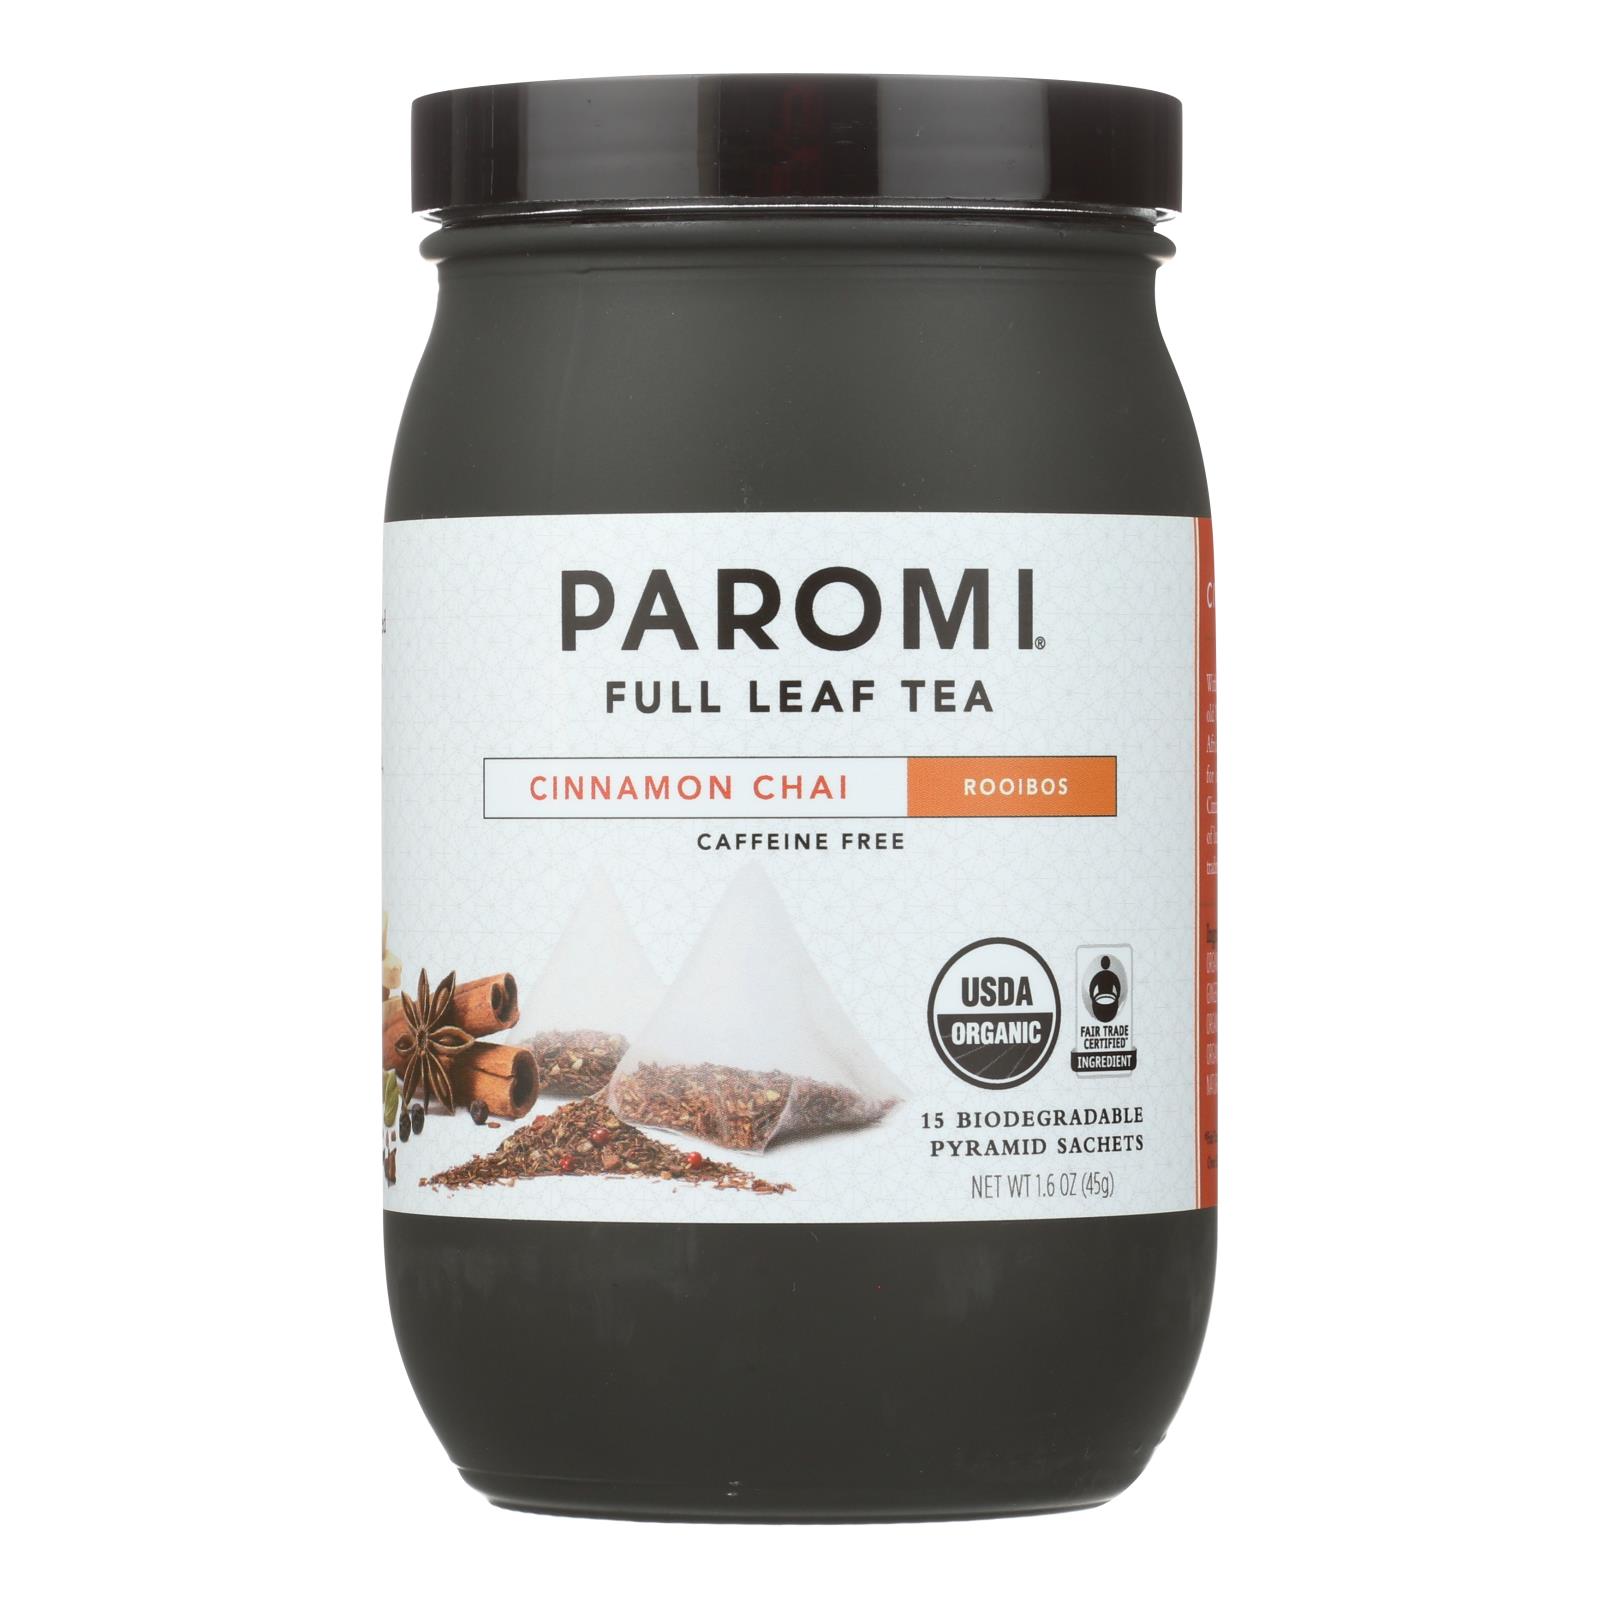 PAROMI®
FULL LEAF TEA
CINNAMON CHAI
ROOIBOS
CAFFEINE FREE
USDA
ORGANIC
FAIR TRADE
CERTIFIED™
INGREDIENT
15 BIODEGRADABLE
PYRAMID SACHETS
NET WT 1.6 OZ (45g)